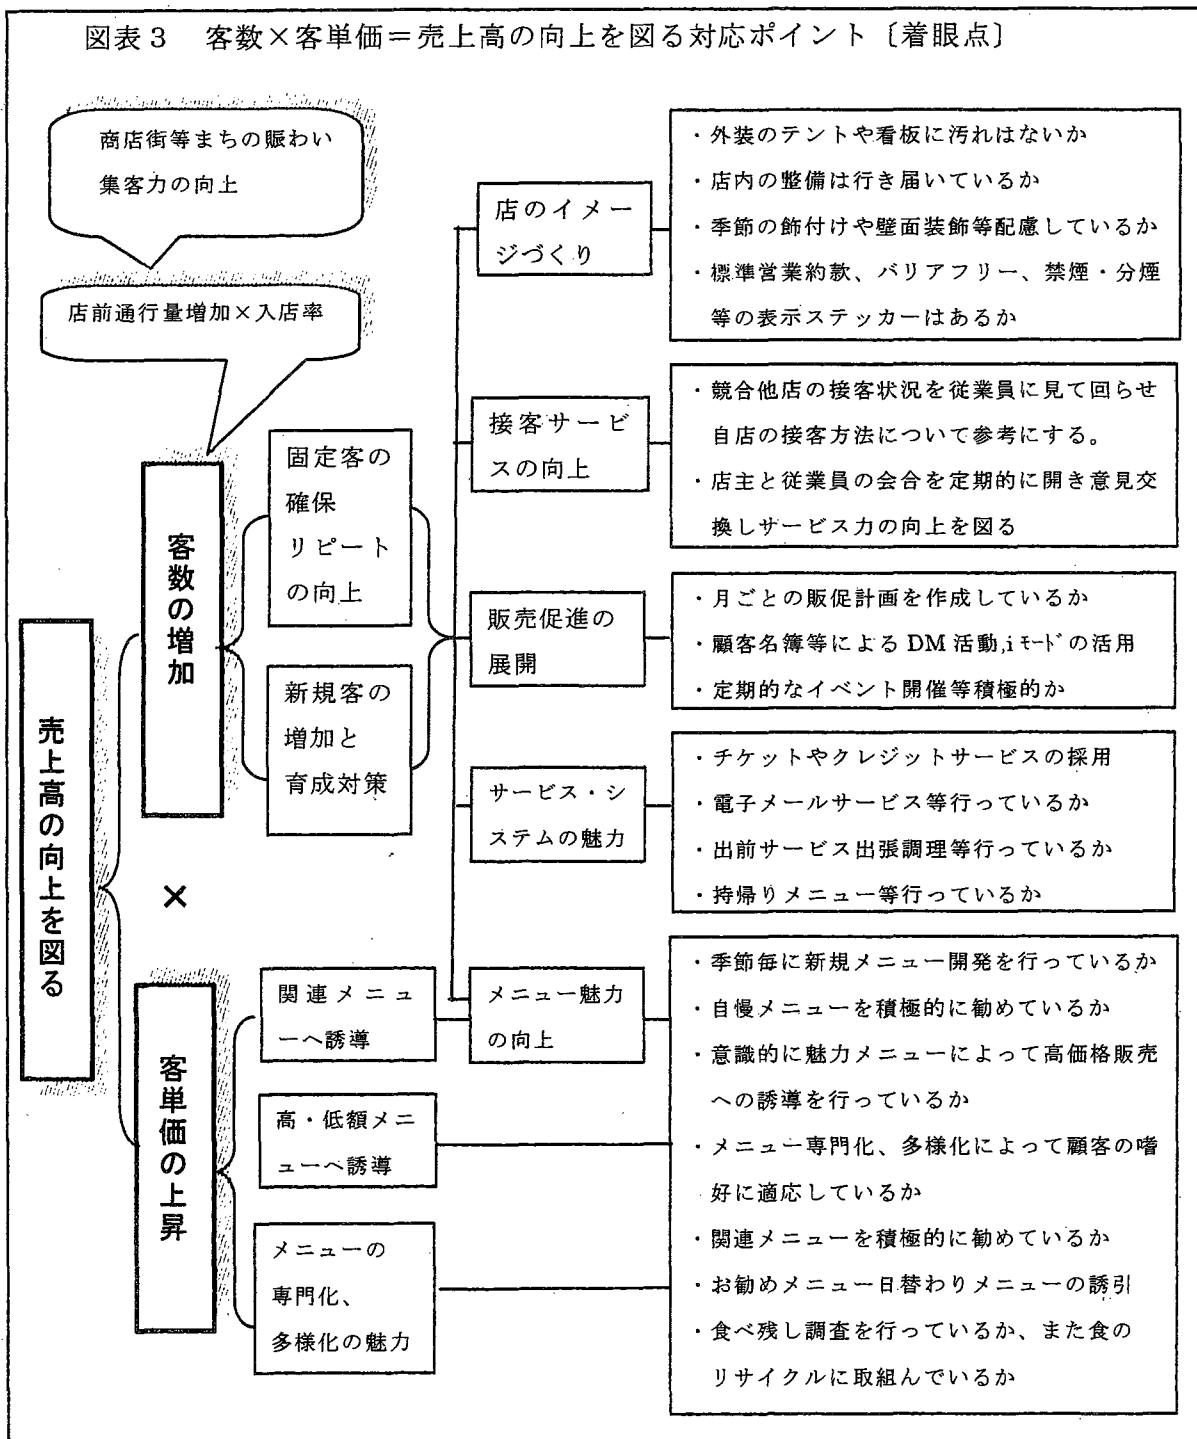 図表３　客数×客単価＝売上高の向上を図る対応ポイント〔着眼点〕
商店街等まちの賑わい
集客力の向上
店前通行量増加×入店率
売上高の向上を図る
客数の増加
×
客単価の上昇
固定客の
確保
リピート
の向上
新規客の
増加と
育成対策
関連メニュ
ーへ誘導
高・低額メニ
ューへ誘導
メニューの
専門化、
多様化の魅力
店のイメー
ジづくり
・外装のテントや看板に汚れはないか
・店内の整備は行き届いているか
・季節の飾付けや壁面装飾等配慮しているか
・標準営業約款、バリアフリー、禁煙・分煙
等の表示ステッカーはあるか
接客サービ
スの向上
・競合他店の接客状況を従業員に見て回らせ
自店の接客方法について参考にする。
・店主と従業員の会合を定期的に開き意見交
換しサービス力の向上を図る
販売促進の
展開
・月ごとの販促計画を作成しているか
・顧客名簿等による DM 活動,iﾓｰﾄﾞの活用
・定期的なイベント開催等積極的か
サービス・シ
ステムの魅力
・チケットやクレジットサービスの採用
・電子メールサービス等行っているか
・出前サービス出張調理等行っているか
・持帰りメニュー等行っているか
メニュー魅力
の向上
・季節毎に新規メニュー開発を行っているか
・自慢メニューを積極的に勧めているか
・意識的に魅力メニューによって高価格販売
への誘導を行っているか
・メニュー専門化、多様化によって顧客の嗜
好に適応しているか
・関連メニューを積極的に勧めているか
・お勧めメニュー日替わりメニューの誘引
・食べ残し調査を行っているか、また食の
リサイクルに取組んでいるか